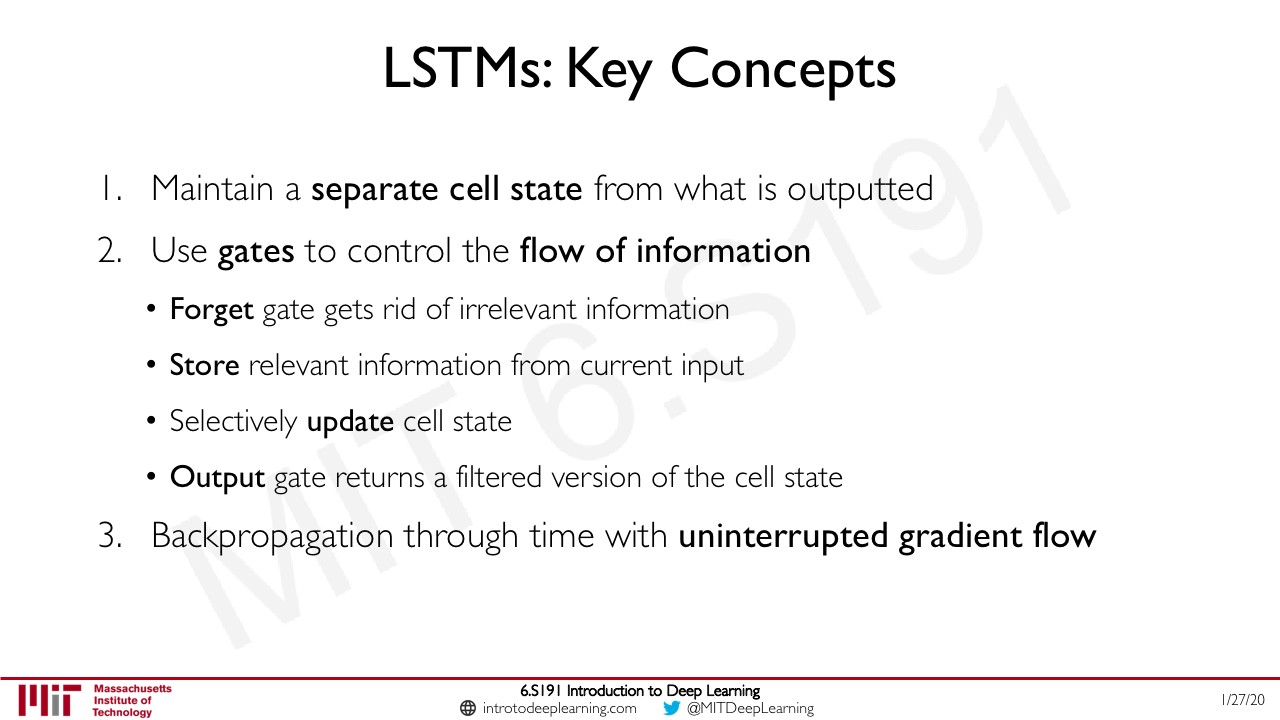 LSTMs: Key Concepts
1. Maintain a separate cell state from what is outputted
2. Use gates to control the flow of information
• Forget gate gets rid of irrelevant information
• Store relevant information from current input
• Selectively update cell state
• Output gate returns a filtered version of the cell state
3. Backpropagation through time with uninterrupted gradient flow
MIT 6.S191
Massachusetts
Institute of
Technology
6.S191 Introduction to Deep Learning
introtodeeplearning.com @MITDeepLearning
1/27/20